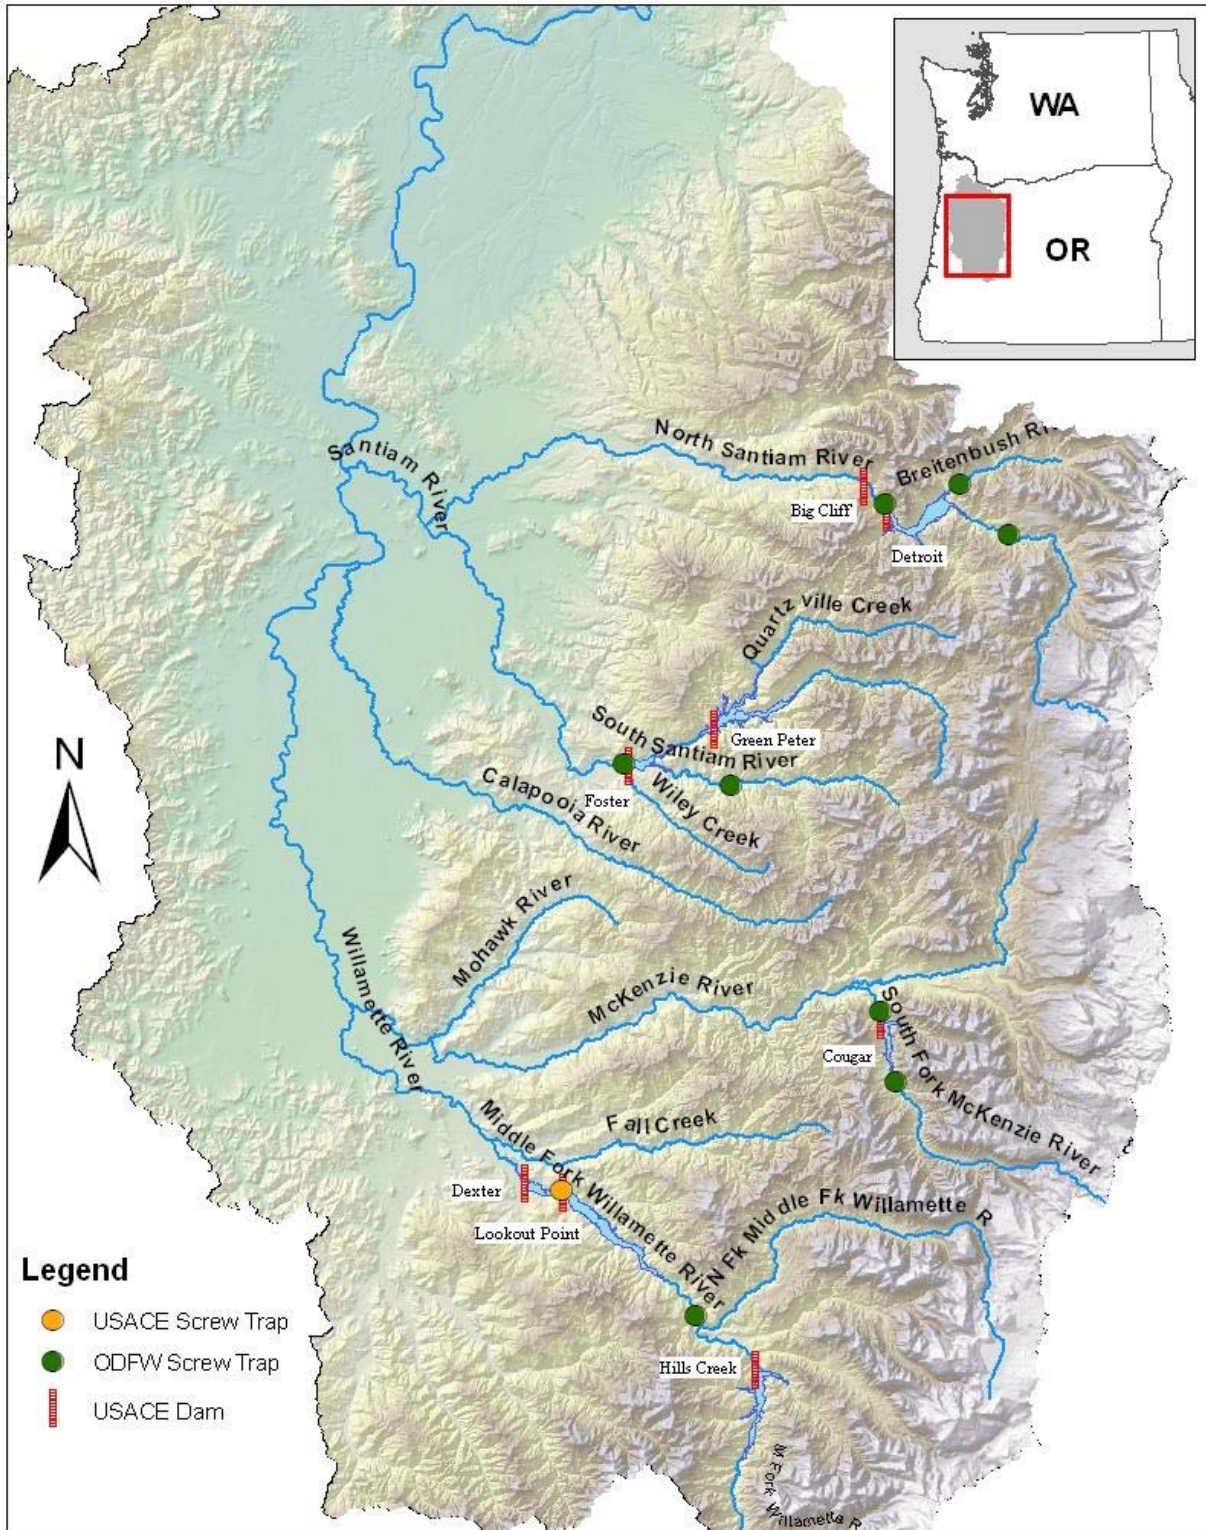 WA
OR
North Santiam River
Breitenbush Ri
Santiam River
Big Cliff
Detroit
Quartzville Creek
South Santiam River
Green Peter
N
Foster
Wiley Creek
Calapooia River
Mohawk River
Willamette River
McKenzie River
South Fork McKenzie River
Cougar
Middle Fork Willamette River
Fall Creek
Dexter
Lookout Point
N Fk Middle Fk Willamette R
Hills Creek
M Fork Willamette R
Legend
USACE Screw Trap
ODFW Screw Trap
USACE Dam